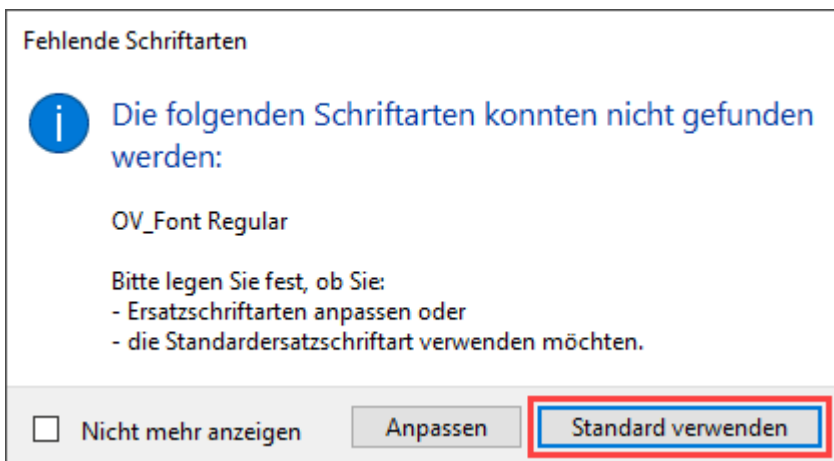 Fehlende Schriftarten
Die folgenden Schriftarten konnten nicht gefunden
werden:
OV_Font Regular
Bitte legen Sie fest, ob Sie:
- Ersatzschriftarten anpassen oder
- die Standardersatzschriftart verwenden möchten.
Nicht mehr anzeigen Anpassen Standard verwenden